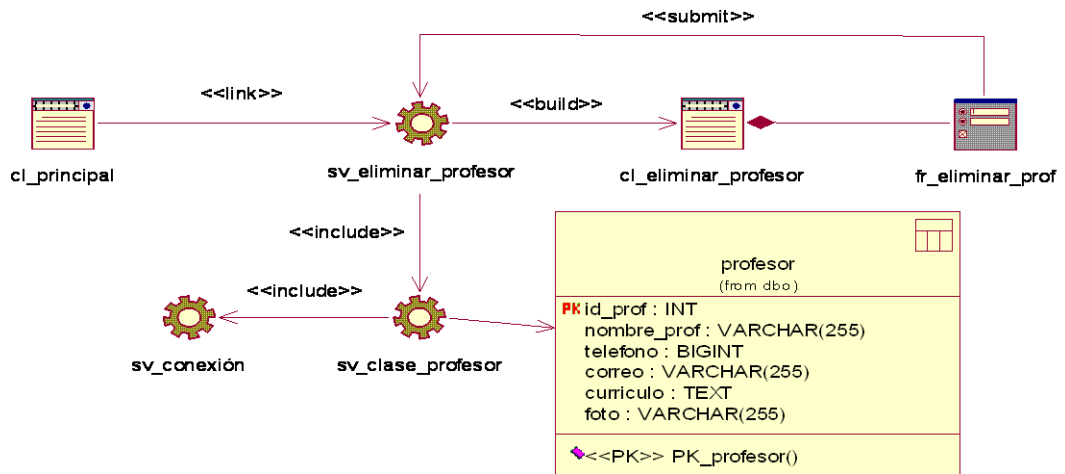 <<submit>>
<<link>>
<<build>>
cl_principal
sv_eliminar_profesor
cl_eliminar_profesor
fr_eliminar_prof
<<include>>
<<include>>
sv_conexión
sv_clase_profesor
profesor
(from dbo)
PK id_prof : INT
nombre_prof : VARCHAR(255)
telefono : BIGINT
correo : VARCHAR(255)
curriculo : TEXT
foto : VARCHAR(255)
<<PK>> PK_profesor()